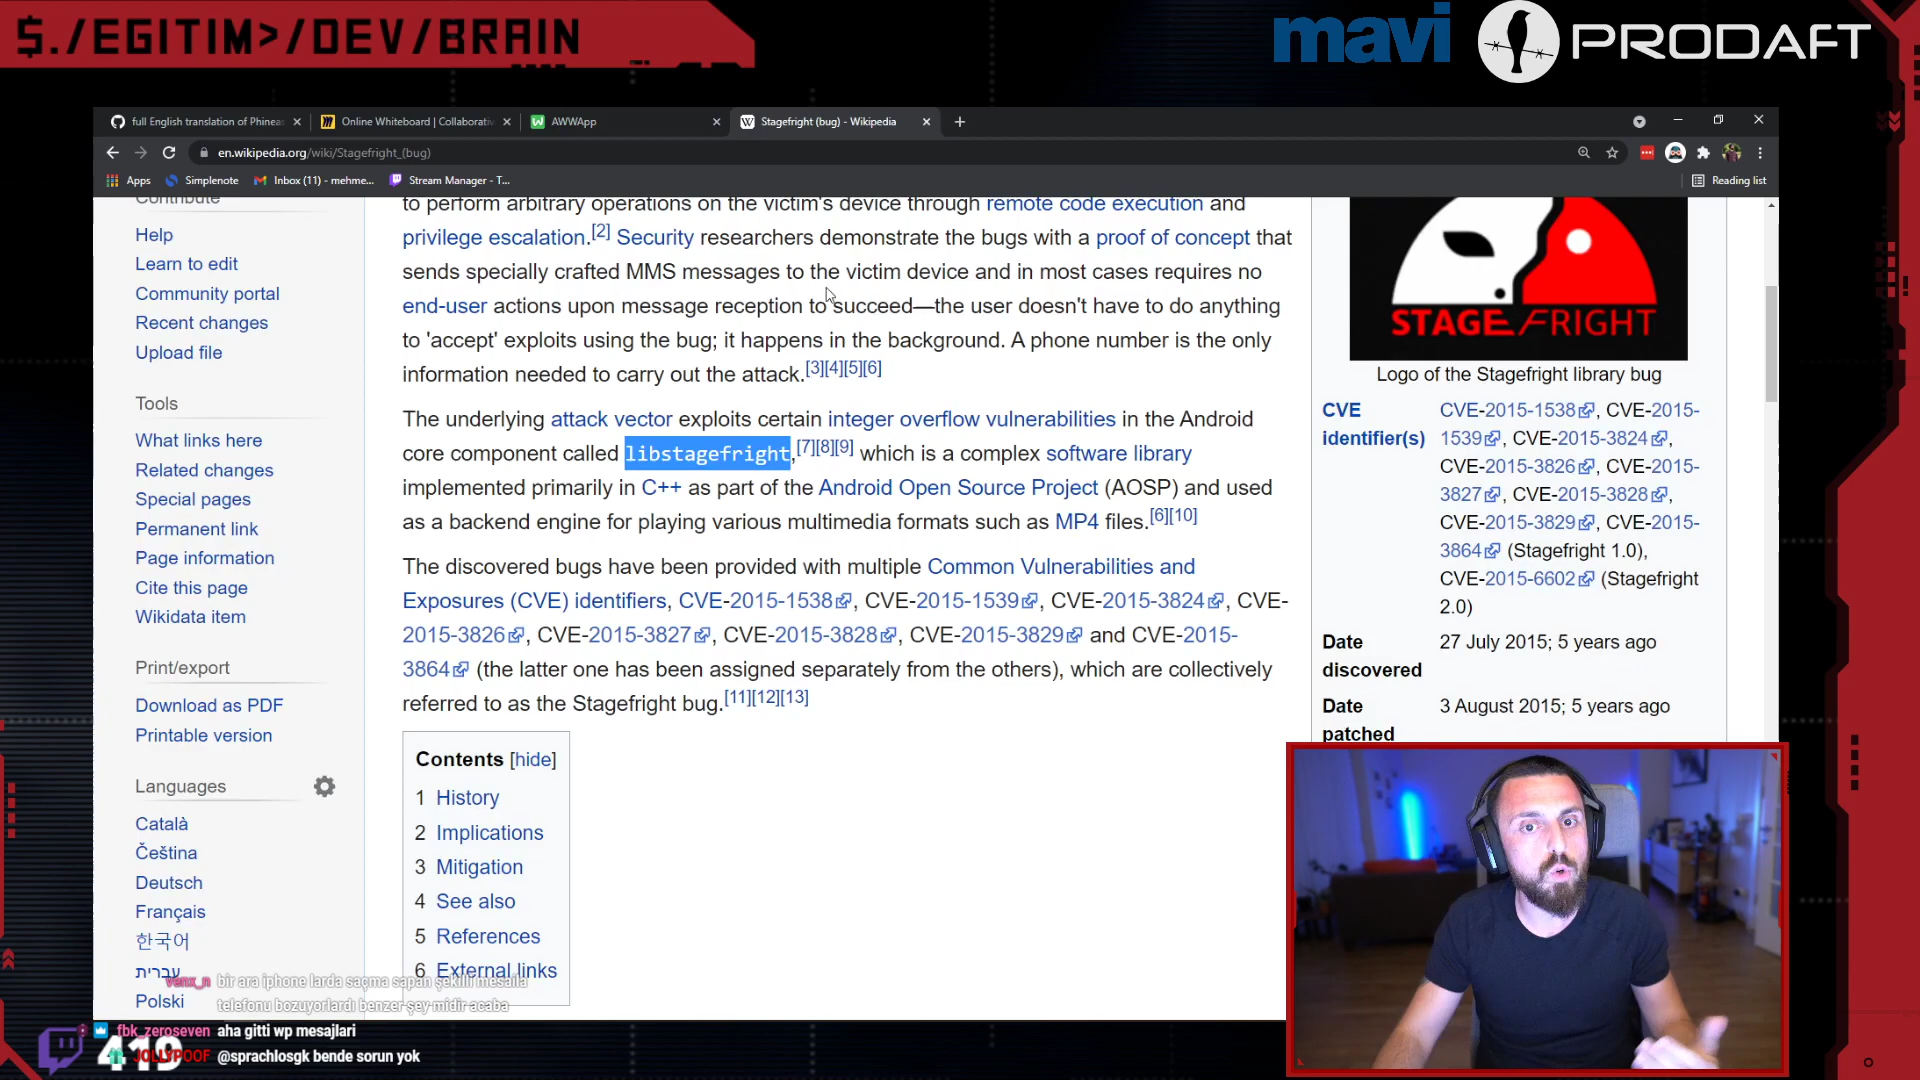 $./EGITIM>/DEV/BRAIN
mavi PRODAFT
full English translation of Phineas
Online Whiteboard | Collaborativ
AWWApp
Stagefright (bug) - Wikipedia
en.wikipedia.org/wiki/Stagefright_(bug)
Apps
Simplenote
Inbox (11) - mehme...
Stream Manager - T...
Reading list
Contribute
Help
Learn to edit
Community portal
Recent changes
Upload file
Tools
What links here
Related changes
Special pages
Permanent link
Page information
Cite this page
Wikidata item
Print/export
Download as PDF
Printable version
Languages
Català
Čeština
Deutsch
Français
한국어
עברית
Polski
to perform arbitrary operations on the victim's device through remote code execution and
privilege escalation.[2] Security researchers demonstrate the bugs with a proof of concept that
sends specially crafted MMS messages to the victim device and in most cases requires no
end-user actions upon message reception to succeed—the user doesn't have to do anything
to 'accept' exploits using the bug; it happens in the background. A phone number is the only
information needed to carry out the attack.[3][4][5][6]
The underlying attack vector exploits certain integer overflow vulnerabilities in the Android
core component called libstagefright,[7][8][9] which is a complex software library
implemented primarily in C++ as part of the Android Open Source Project (AOSP) and used
as a backend engine for playing various multimedia formats such as MP4 files.[6][10]
The discovered bugs have been provided with multiple Common Vulnerabilities and
Exposures (CVE) identifiers, CVE-2015-1538, CVE-2015-1539, CVE-2015-3824, CVE-
2015-3826, CVE-2015-3827, CVE-2015-3828, CVE-2015-3829 and CVE-2015-
3864 (the latter one has been assigned separately from the others), which are collectively
referred to as the Stagefright bug.[11][12][13]
Contents [hide]
1 History
2 Implications
3 Mitigation
4 See also
5 References
6 External links
STAGEFRIGHT
Logo of the Stagefright library bug
CVE identifier(s)
CVE-2015-1538, CVE-2015-
1539, CVE-2015-3824,
CVE-2015-3826, CVE-2015-
3827, CVE-2015-3828,
CVE-2015-3829, CVE-2015-
3864 (Stagefright 1.0),
CVE-2015-6602 (Stagefright
2.0)
Date discovered
27 July 2015; 5 years ago
Date patched
3 August 2015; 5 years ago
venx_n bir ara iphone larda saçma sapan şekilli mesajla
telefonu bozuyorlardı benzer şey midir acaba
fbk_zeroseven aha gitti wp mesajlari
JOLLYPOOF @sprachlosgk bende sorun yok
419